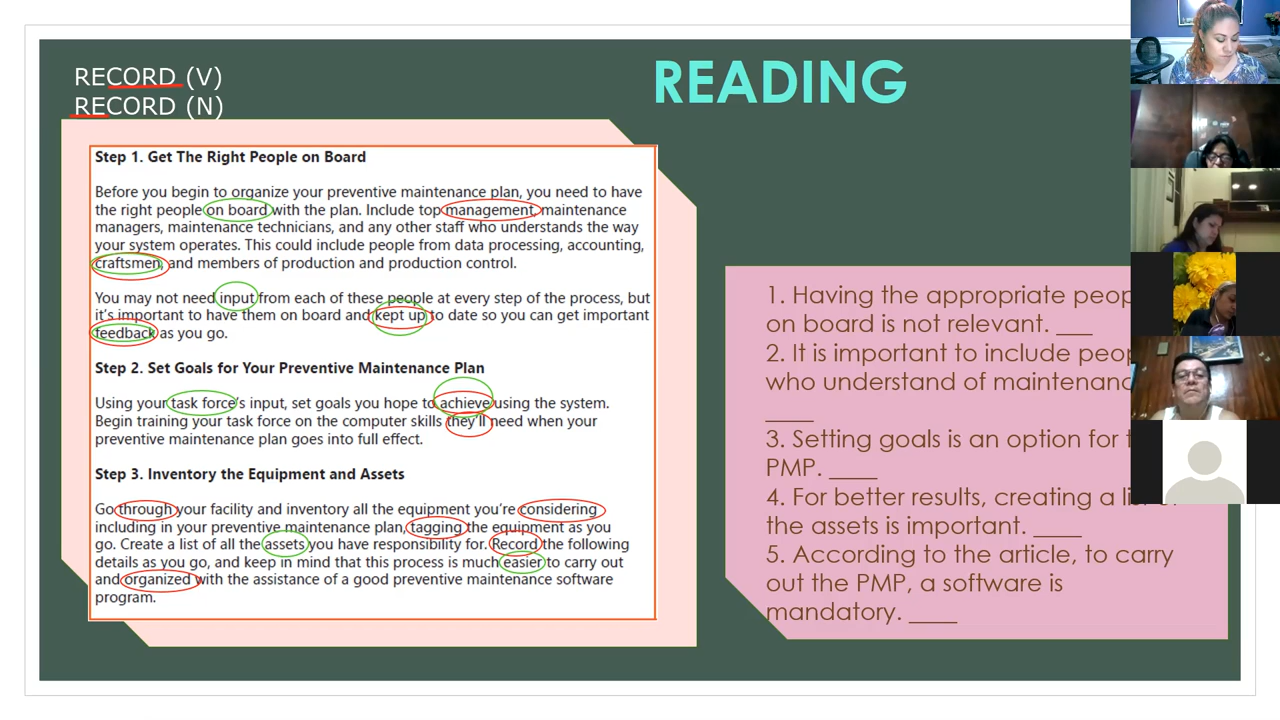 RECORD (V)
RECORD (N)
READING
Step 1. Get The Right People on Board
Before you begin to organize your preventive maintenance plan, you need to have
the right people on board with the plan. Include top management, maintenance
managers, maintenance technicians, and any other staff who understands the way
your system operates. This could include people from data processing, accounting,
craftsmen, and members of production and production control.
You may not need input from each of these people at every step of the process, but
it's important to have them on board and kept up to date so you can get important
feedback as you go.
Step 2. Set Goals for Your Preventive Maintenance Plan
Using your task force's input, set goals you hope to achieve using the system.
Begin training your task force on the computer skills they'll need when your
preventive maintenance plan goes into full effect.
Step 3. Inventory the Equipment and Assets
Go through your facility and inventory all the equipment you're considering
including in your preventive maintenance plan, tagging the equipment as you
go. Create a list of all the assets you have responsibility for. Record the following
details as you go, and keep in mind that this process is much easier to carry out
and organized with the assistance of a good preventive maintenance software
program.
1. Having the appropriate
on board is not relevant. ___
2. It is important to include
who understand of
____
3. Setting goals is an option for
PMP. ____
4. For better results, creating a
the assets is important. ____
5. According to the article, to carry
out the PMP, a software is
mandatory. ____